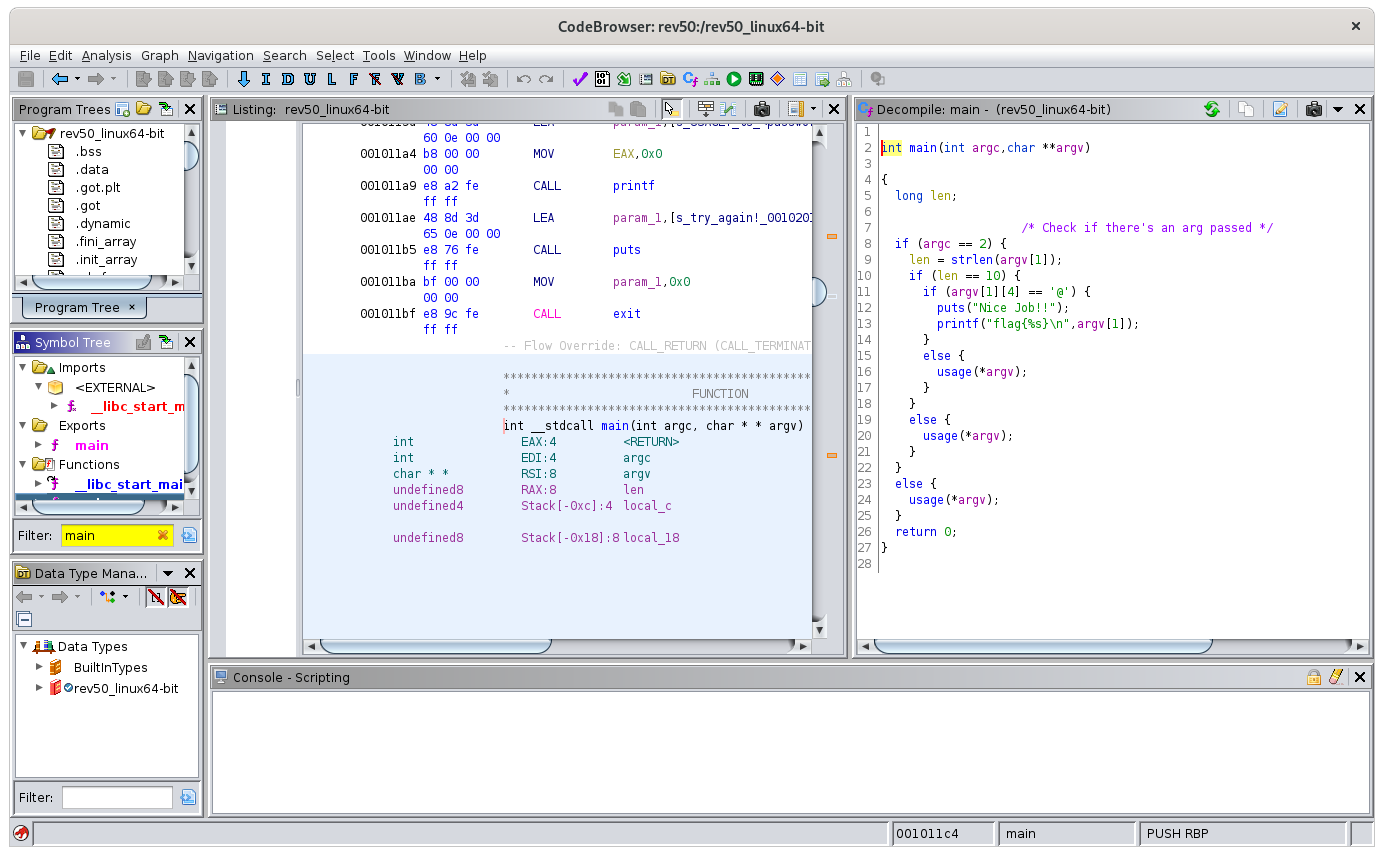 CodeBrowser: rev50:/rev50_linux64-bit
File Edit Analysis Graph Navigation Search Select Tools Window Help
I D U L F T V B
Program Trees
rev50_linux64-bit
.bss
.data
.got.plt
.got
.dynamic
.fini_array
.init_array
Program Tree ×
Symbol Tree
Imports
<EXTERNAL>
__libc_start_m
Exports
main
Functions
__libc_start_mai
Filter: main
Data Type Mana...
Data Types
BuiltInTypes
rev50_linux64-bit
Filter:
Listing: rev50_linux64-bit
60 0e 00 00
001011a4 b8 00 00 MOV EAX,0x0
00 00
001011a9 e8 a2 fe CALL printf
ff ff
001011ae 48 8d 3d LEA param_1,[s_try_again!_0010201
65 0e 00 00
001011b5 e8 76 fe CALL puts
ff ff
001011ba bf 00 00 MOV param_1,0x0
00 00
001011bf e8 9c fe CALL exit
ff ff
-- Flow Override: CALL_RETURN (CALL_TERMINAT
********************************************
* FUNCTION
********************************************
int __stdcall main(int argc, char * * argv)
int EAX:4 <RETURN>
int EDI:4 argc
char * * RSI:8 argv
undefined8 RAX:8 len
undefined4 Stack[-0xc]:4 local_c
undefined8 Stack[-0x18]:8 local_18
Decompile: main - (rev50_linux64-bit)
1
2 int main(int argc,char **argv)
3
4 {
5 long len;
6
7 /* Check if there's an arg passed */
8 if (argc == 2) {
9 len = strlen(argv[1]);
10 if (len == 10) {
11 if (argv[1][4] == '@') {
12 puts("Nice Job!!");
13 printf("flag{%s}\n",argv[1]);
14 }
15 else {
16 usage(*argv);
17 }
18 }
19 else {
20 usage(*argv);
21 }
22 }
23 else {
24 usage(*argv);
25 }
26 return 0;
27 }
28
Console - Scripting
001011c4 main PUSH RBP